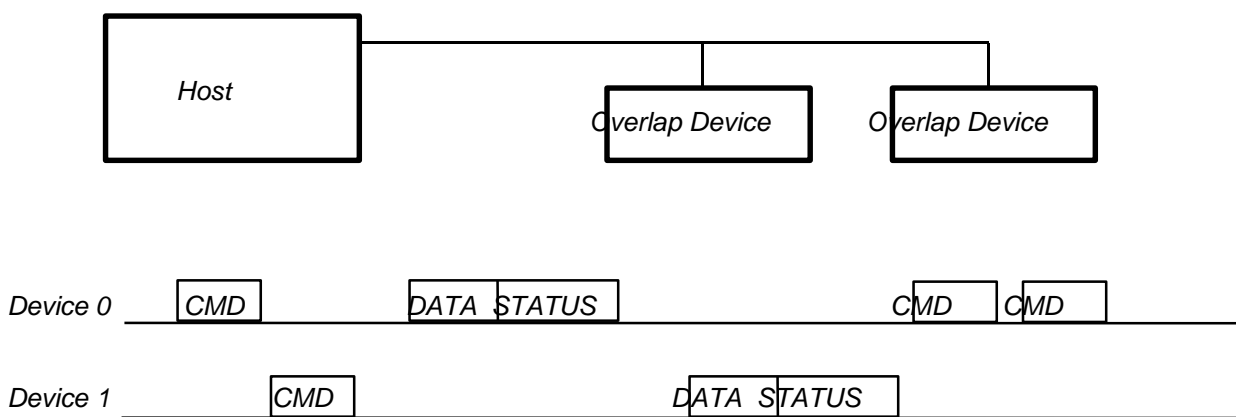 Host
Overlap Device Overlap Device
Device 0 CMD DATA STATUS CMD CMD
Device 1 CMD DATA STATUS